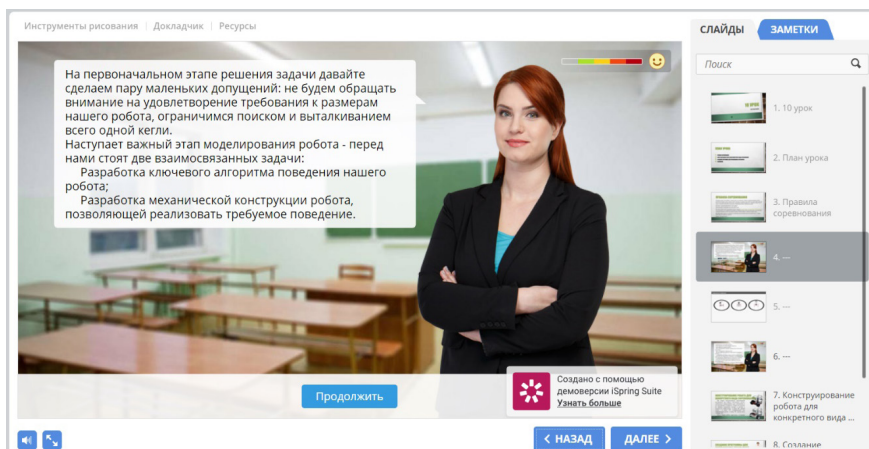 Инструменты рисования | Докладчик | Ресурсы
На первоначальном этапе решения задачи давайте
сделаем пару маленьких допущений: не будем обращать
внимание на удовлетворение требования к размерам
нашего робота, ограничимся поиском и выталкиванием
всего одной кегли.
Наступает важный этап моделирования робота - перед
нами стоят две взаимосвязанных задачи:
Разработка ключевого алгоритма поведения нашего
робота;
Разработка механической конструкции робота,
позволяющей реализовать требуемое поведение.
Продолжить
Создано с помощью
демоверсии iSpring Suite
Узнать больше
< НАЗАД
ДАЛЕЕ >
СЛАЙДЫ
ЗАМЕТКИ
Поиск
1. 10 урок
2. План урока
3. Правила
соревнования
4. ---
5. ---
6. ---
7. Конструирование
робота для
конкретного вида ...
8. Создание